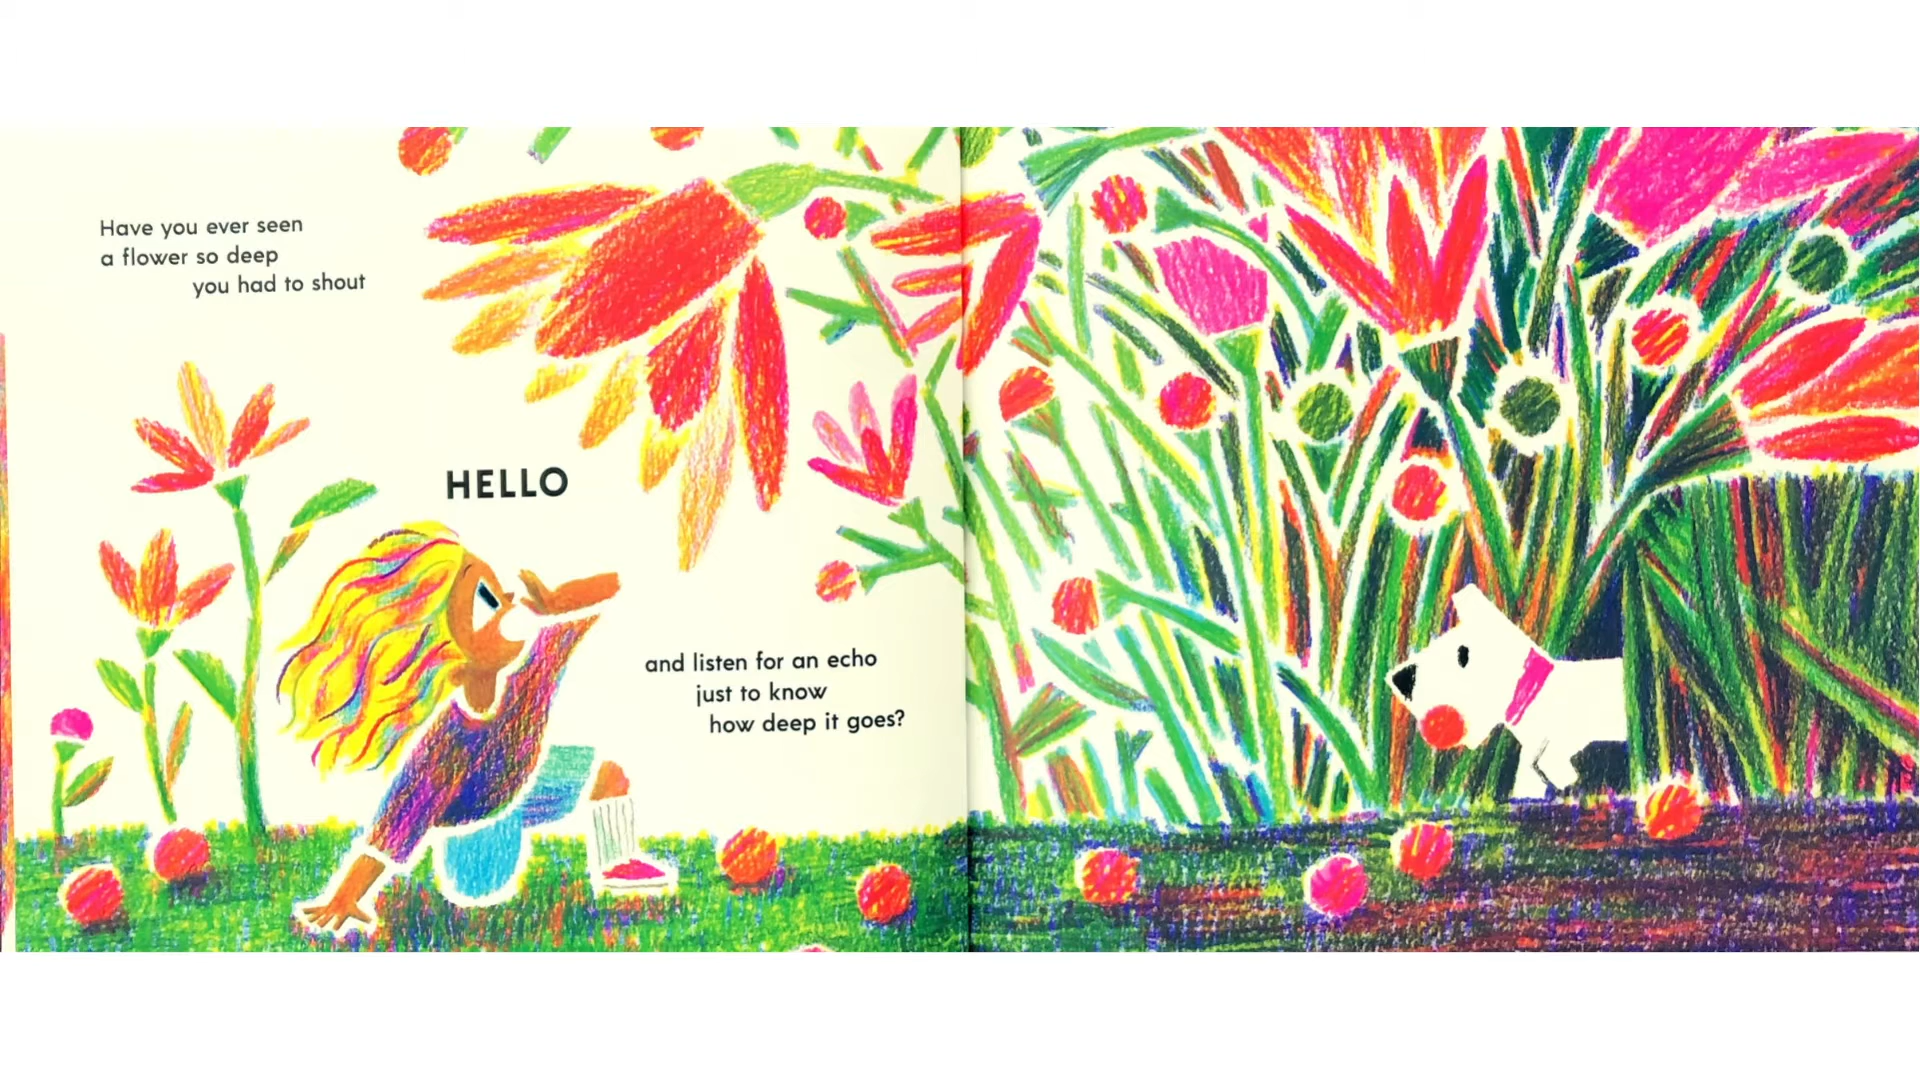 Have you ever seen
a flower so deep
you had to shout
HELLO
and listen for an echo
just to know
how deep it goes?